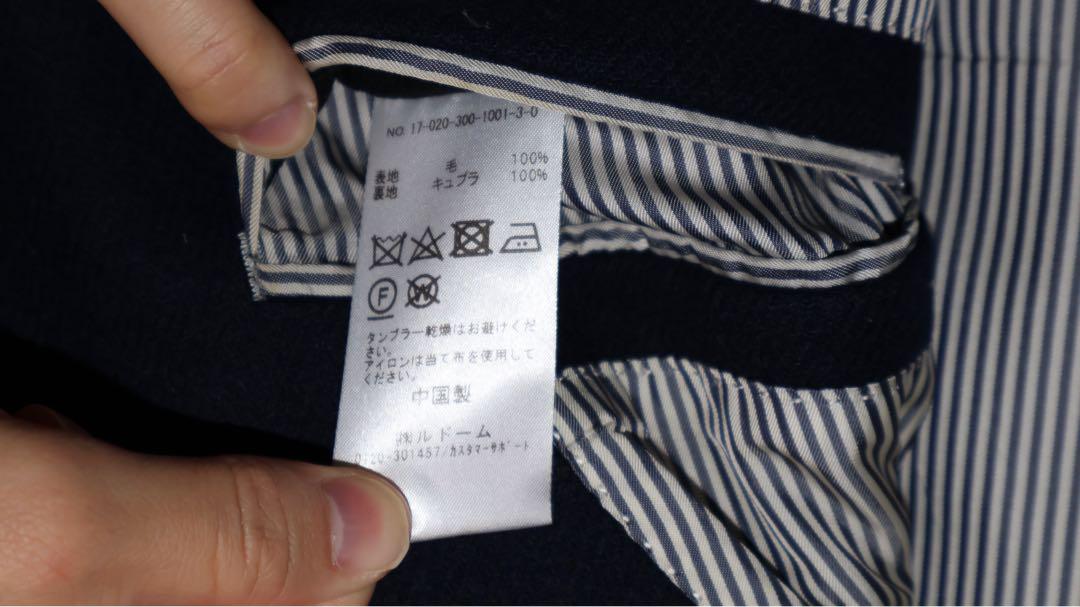 NO. 17-020-300-1001-3-0
表地 毛 100%
裏地 キュプラ 100%
F W
タンブラー乾燥はお避けくだ
さい。
アイロンは当て布を使用して
ください。
中国製
㈱ルドーム
0120-301457/カスタマーサポート